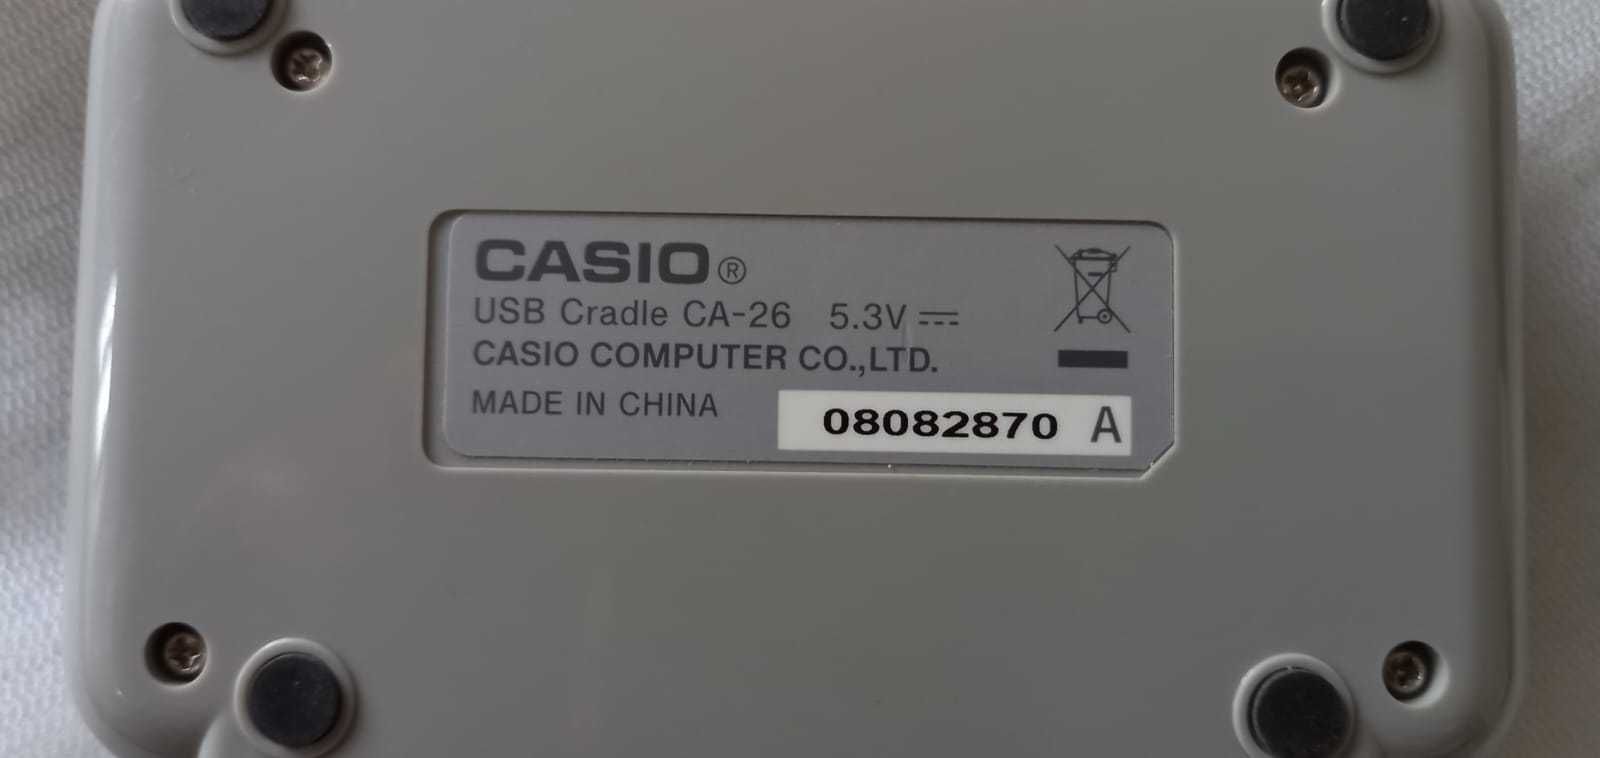 CASIO®
USB Cradle CA-26 5.3V
CASIO COMPUTER CO.,LTD.
MADE IN CHINA
08082870 A